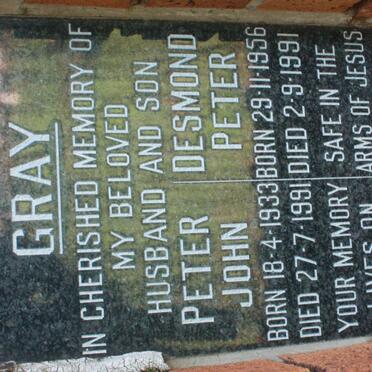 GRAY
IN CHERISHED MEMORY OF
MY BELOVED
HUSBAND AND SON
PETER
JOHN
BORN 18-4-1933
DIED 27-7-1991
YOUR MEMORY
LIVES ON
DESMOND
PETER
BORN 29-11-1956
DIED 2-9-1991
SAFE IN THE
ARMS OF JESUS